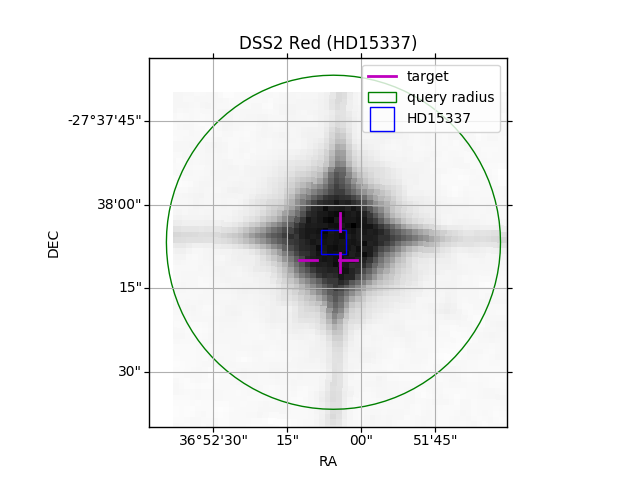 DSS2 Red (HD15337)
target
query radius
HD15337
-27°37'45"
38'00"
15"
30"
DEC
36°52'30" 15" 00" 51'45"
RA